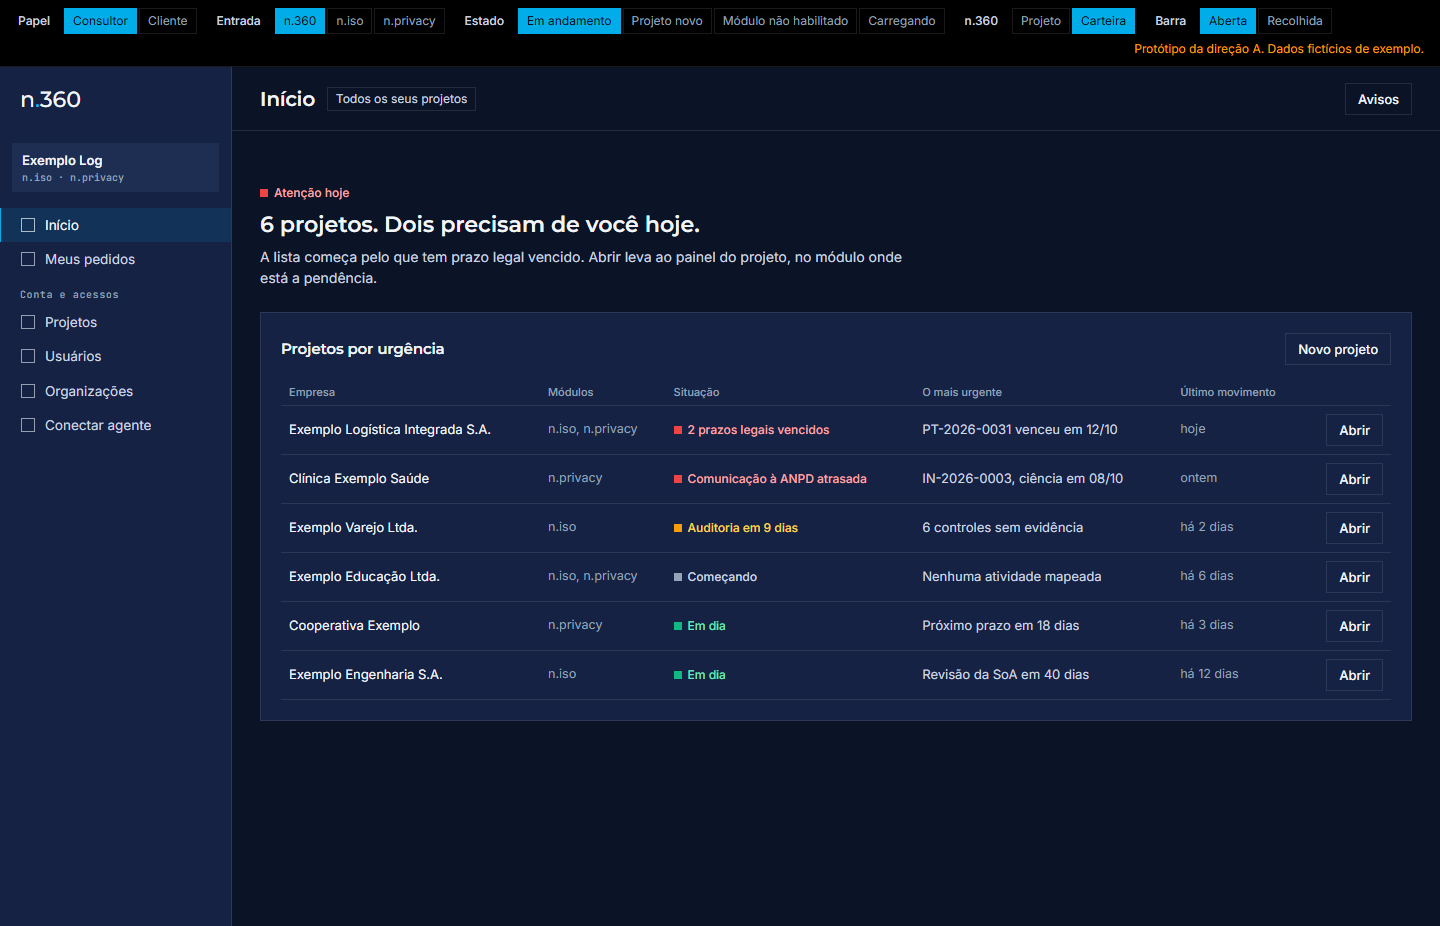 Papel Consultor Cliente Entrada n.360 n.iso n.privacy Estado Em andamento Projeto novo Módulo não habilitado Carregando n.360 Projeto Carteira Barra Aberta Recolhida
Protótipo da direção A. Dados fictícios de exemplo.
n.360
Exemplo Log
n.iso · n.privacy
Início
Meus pedidos
Conta e acessos
Projetos
Usuários
Organizações
Conectar agente
Início Todos os seus projetos Avisos
Atenção hoje
6 projetos. Dois precisam de você hoje.
A lista começa pelo que tem prazo legal vencido. Abrir leva ao painel do projeto, no módulo onde
está a pendência.
Projetos por urgência Novo projeto
Empresa Módulos Situação O mais urgente Último movimento
Exemplo Logística Integrada S.A. n.iso, n.privacy 2 prazos legais vencidos PT-2026-0031 venceu em 12/10 hoje Abrir
Clínica Exemplo Saúde n.privacy Comunicação à ANPD atrasada IN-2026-0003, ciência em 08/10 ontem Abrir
Exemplo Varejo Ltda. n.iso Auditoria em 9 dias 6 controles sem evidência há 2 dias Abrir
Exemplo Educação Ltda. n.iso, n.privacy Começando Nenhuma atividade mapeada há 6 dias Abrir
Cooperativa Exemplo n.privacy Em dia Próximo prazo em 18 dias há 3 dias Abrir
Exemplo Engenharia S.A. n.iso Em dia Revisão da SoA em 40 dias há 12 dias Abrir